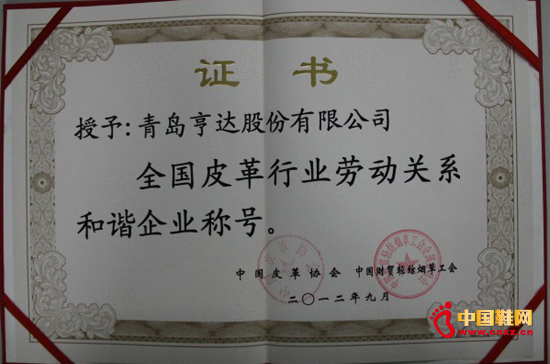 证书
授予：青岛亨达股份有限公司
全国皮革行业劳动关系
和谐企业称号。
中国皮革协会 中国财贸轻纺烟草工会
二〇一二年九月
中国鞋网